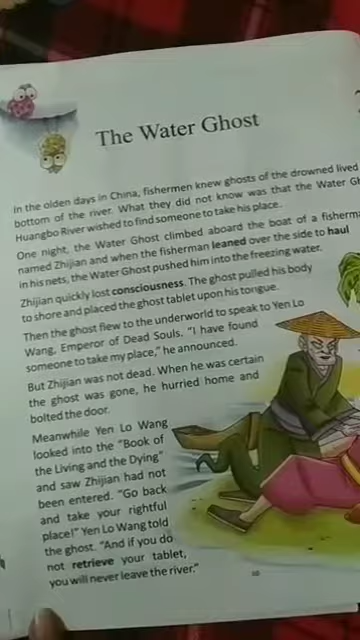 The Water Ghost
In the olden days in China, fishermen knew ghosts of the drowned lived
bottom of the river. What they did not know was that the Water
Huangbo River wished to find someone to take his place.
One night, the Water Ghost climbed aboard the boat of a
named Zhijian and when the fisherman leaned over the side to haul
in his nets, the Water Ghost pushed him into the freezing water.
Zhijian quickly lost consciousness. The ghost pulled his body
to shore and placed the ghost tablet upon his tongue.
Then the ghost flew to the underworld to speak to Yen Lo
Wang, Emperor of Dead Souls. "I have found
someone to take my place," he announced.
But Zhijian was not dead. When he was certain
the ghost was gone, he hurried home and
bolted the door.
Meanwhile Yen Lo Wang
looked into the "Book of
the Living and the Dying"
and saw Zhijian had not
been entered. "Go back
and take your rightful
place!" Yen Lo Wang told
the ghost. "And if you do
not retrieve your tablet,
you will never leave the river."